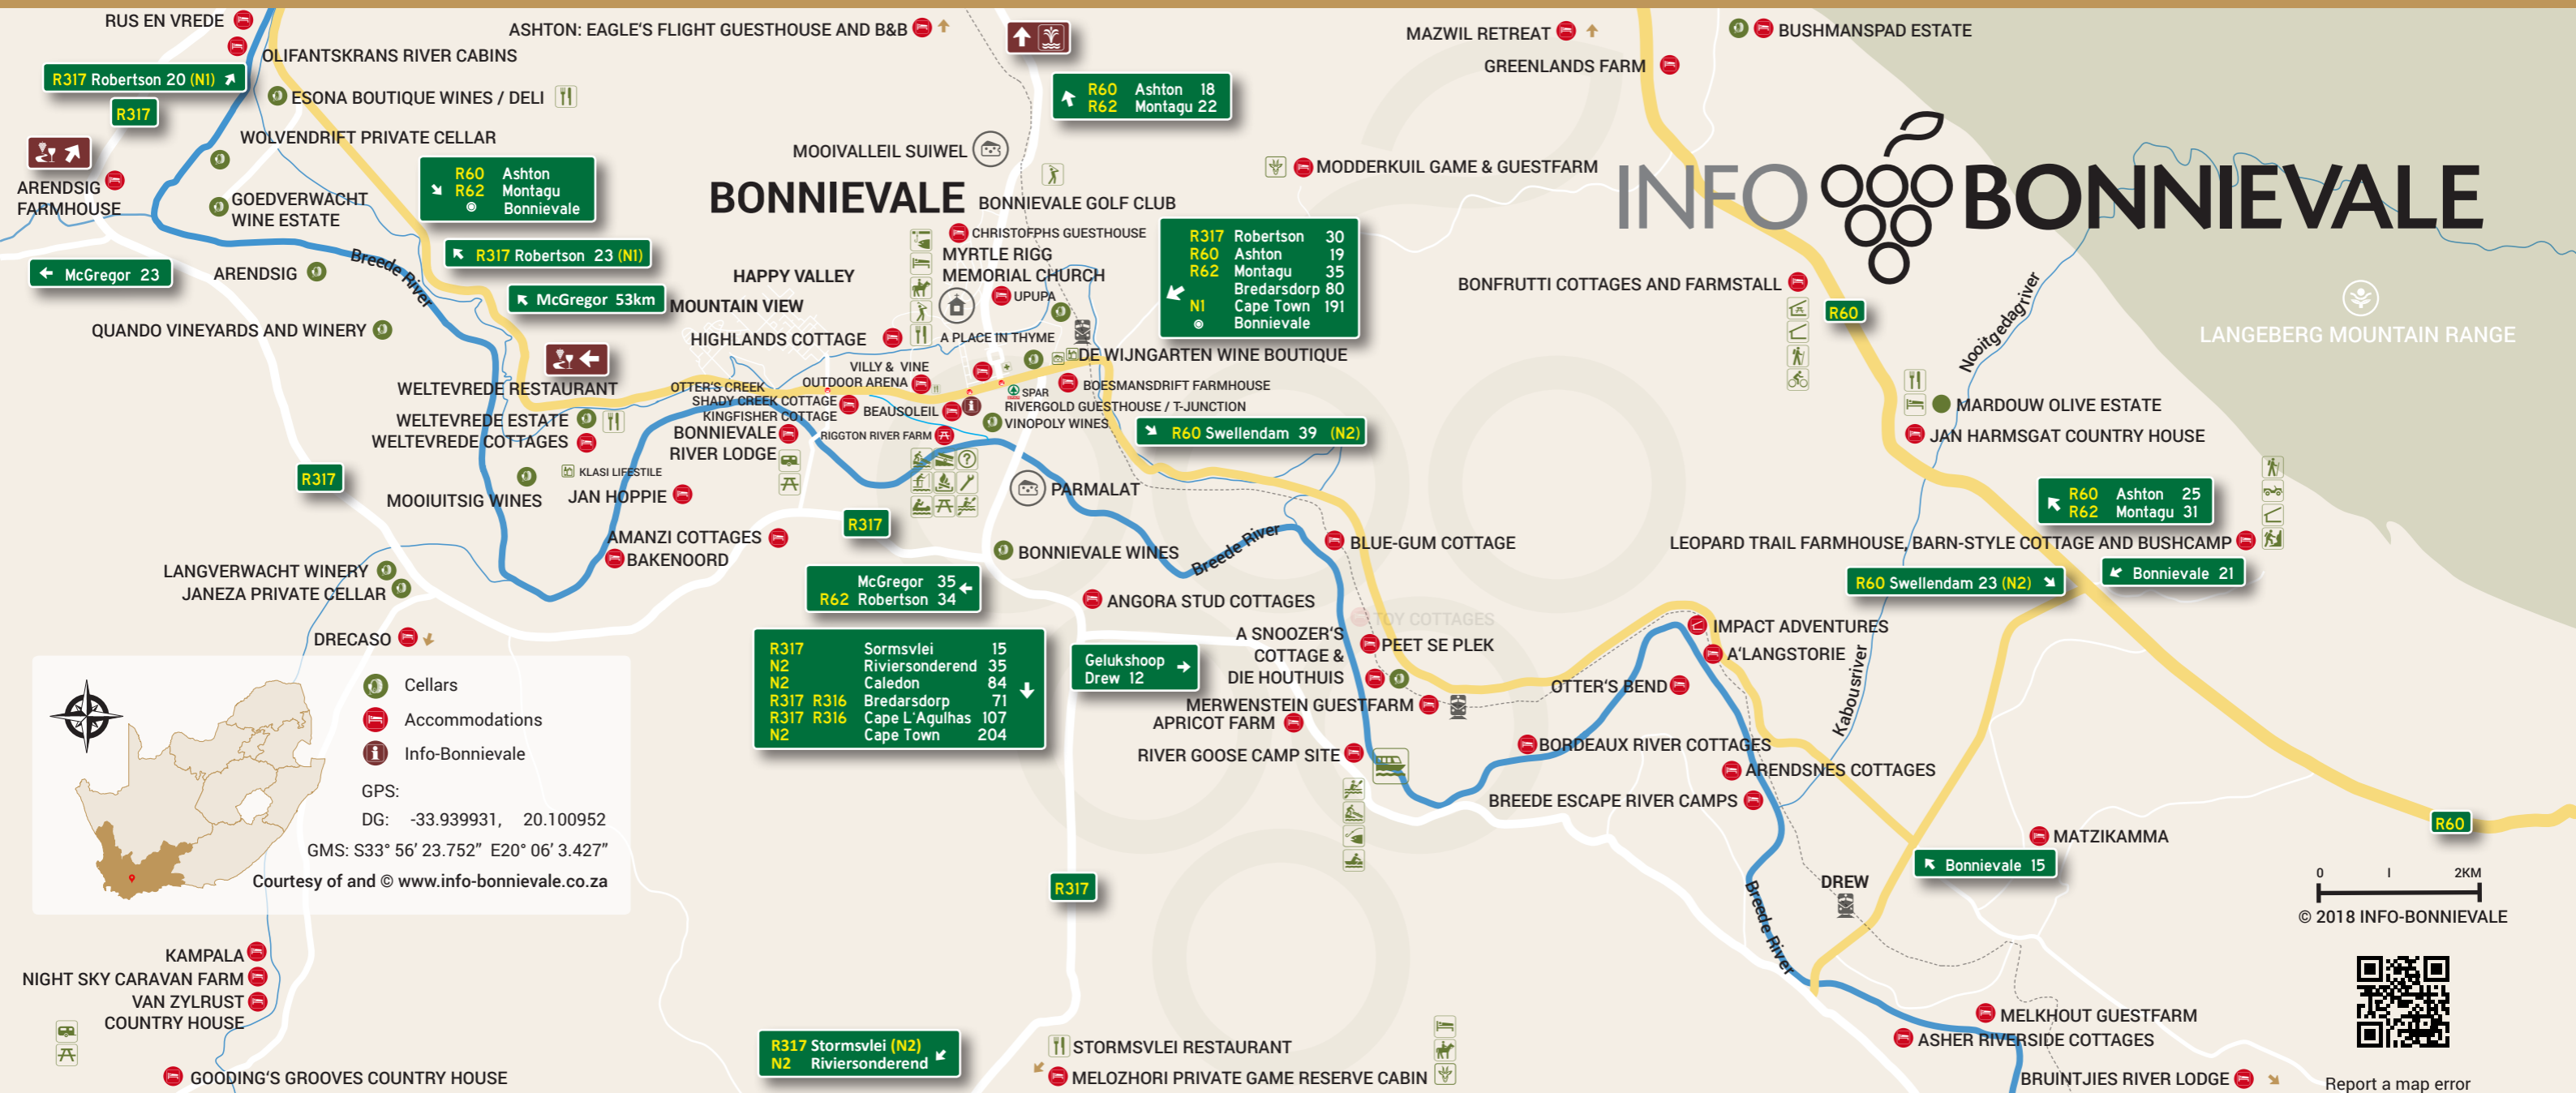 RUS EN VREDE
OLIFANTSKRANS RIVER CABINS
R317 Robertson 20 (N1)
R317
ESONA BOUTIQUE WINES / DELI
WOLVENDRIFT PRIVATE CELLAR
ARENDSIG
FARMHOUSE
GOEDVERWACHT
WINE ESTATE
McGregor 23
ARENDSIG
Breede River
QUANDO VINEYARDS AND WINERY
R60 Ashton
R62 Montagu
Bonnievale
R317 Robertson 23 (N1)
McGregor 53km
ASHTON: EAGLE'S FLIGHT GUESTHOUSE AND B&B
R60 Ashton 18
R62 Montagu 22
MOOIVALLEIL SUIWEL
BONNIEVALE
BONNIEVALE GOLF CLUB
CHRISTOFPHS GUESTHOUSE
MYRTLE RIGG
MEMORIAL CHURCH
UPUPA
HAPPY VALLEY
MOUNTAIN VIEW
HIGHLANDS COTTAGE
A PLACE IN THYME
DE WIJNGARTEN WINE BOUTIQUE
VILLY & VINE
OUTDOOR ARENA
BOESMANSDRIFT FARMHOUSE
SPAR
RIVERGOLD GUESTHOUSE / T-JUNCTION
VINOPOLY WINES
OTTER'S CREEK
SHADY CREEK COTTAGE
KINGFISHER COTTAGE
BEAUSOLEIL
BONNIEVALE
RIVER LODGE
RIGGTON RIVER FARM
R317 Robertson 30
R60 Ashton 19
R62 Montagu 35
Bredarsdorp 80
N1 Cape Town 191
Bonnievale
R60 Swellendam 39 (N2)
WELTEVREDE RESTAURANT
WELTEVREDE ESTATE
WELTEVREDE COTTAGES
KLASI LIFESTILE
MOOIUITSIG WINES
JAN HOPPIE
R317
AMANZI COTTAGES
BAKENOORD
R317
PARMALAT
BONNIEVALE WINES
Breede River
LANGVERWACHT WINERY
JANEZA PRIVATE CELLAR
DRECASO
McGregor 35
R62 Robertson 34
R317 Sormsvlei 15
N2 Riviersonderend 35
N2 Caledon 84
R317 R316 Bredarsdorp 71
R317 R316 Cape L'Agulhas 107
N2 Cape Town 204
ANGORA STUD COTTAGES
Gelukshoop
Drew 12
MAZWIL RETREAT
GREENLANDS FARM
BUSHMANSPAD ESTATE
MODDERKUIL GAME & GUESTFARM
INFO BONNIEVALE
BONFRUTTI COTTAGES AND FARMSTALL
R60
Nooitgedagriver
LANGEBERG MOUNTAIN RANGE
MARDOUW OLIVE ESTATE
JAN HARMSGAT COUNTRY HOUSE
R60 Ashton 25
R62 Montagu 31
LEOPARD TRAIL FARMHOUSE, BARN-STYLE COTTAGE AND BUSHCAMP
Bonnievale 21
R60 Swellendam 23 (N2)
BLUE-GUM COTTAGE
TOY COTTAGES
A SNOOZER'S
COTTAGE &
DIE HOUTHUIS
PEET SE PLEK
MERWENSTEIN GUESTFARM
APRICOT FARM
RIVER GOOSE CAMP SITE
IMPACT ADVENTURES
A'LANGSTORIE
OTTER'S BEND
Kabousriver
BORDEAUX RIVER COTTAGES
ARENDSNES COTTAGES
BREEDE ESCAPE RIVER CAMPS
MATZIKAMMA
Bonnievale 15
DREW
Breede River
R60
0 I 2KM
© 2018 INFO-BONNIEVALE
Cellars
Accommodations
Info-Bonnievale
GPS:
DG: -33.939931, 20.100952
GMS: S33° 56′ 23.752″ E20° 06′ 3.427″
Courtesy of and © www.info-bonnievale.co.za
R317
KAMPALA
NIGHT SKY CARAVAN FARM
VAN ZYLRUST
COUNTRY HOUSE
GOODING'S GROOVES COUNTRY HOUSE
R317 Stormsvlei (N2)
N2 Riviersonderend
STORMSVLEI RESTAURANT
MELOZHORI PRIVATE GAME RESERVE CABIN
MELKHOUT GUESTFARM
ASHER RIVERSIDE COTTAGES
BRUINTJIES RIVER LODGE
Report a map error